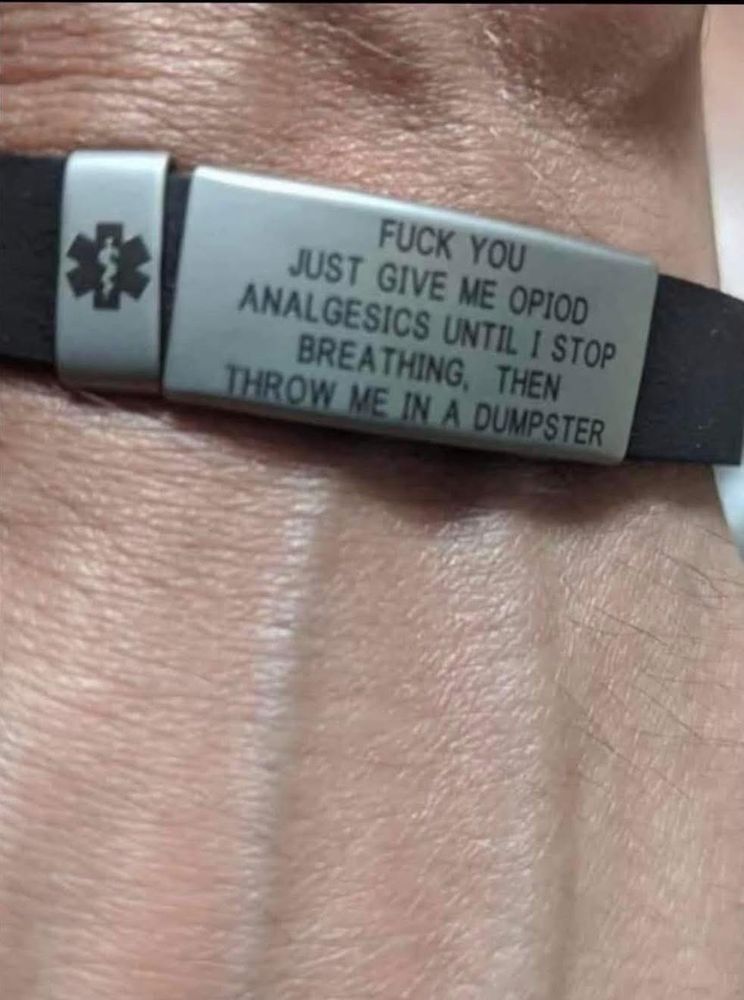 FUCK YOU
JUST GIVE ME OPIOD
ANALGESICS UNTIL I STOP
BREATHING, THEN
THROW ME IN A DUMPSTER